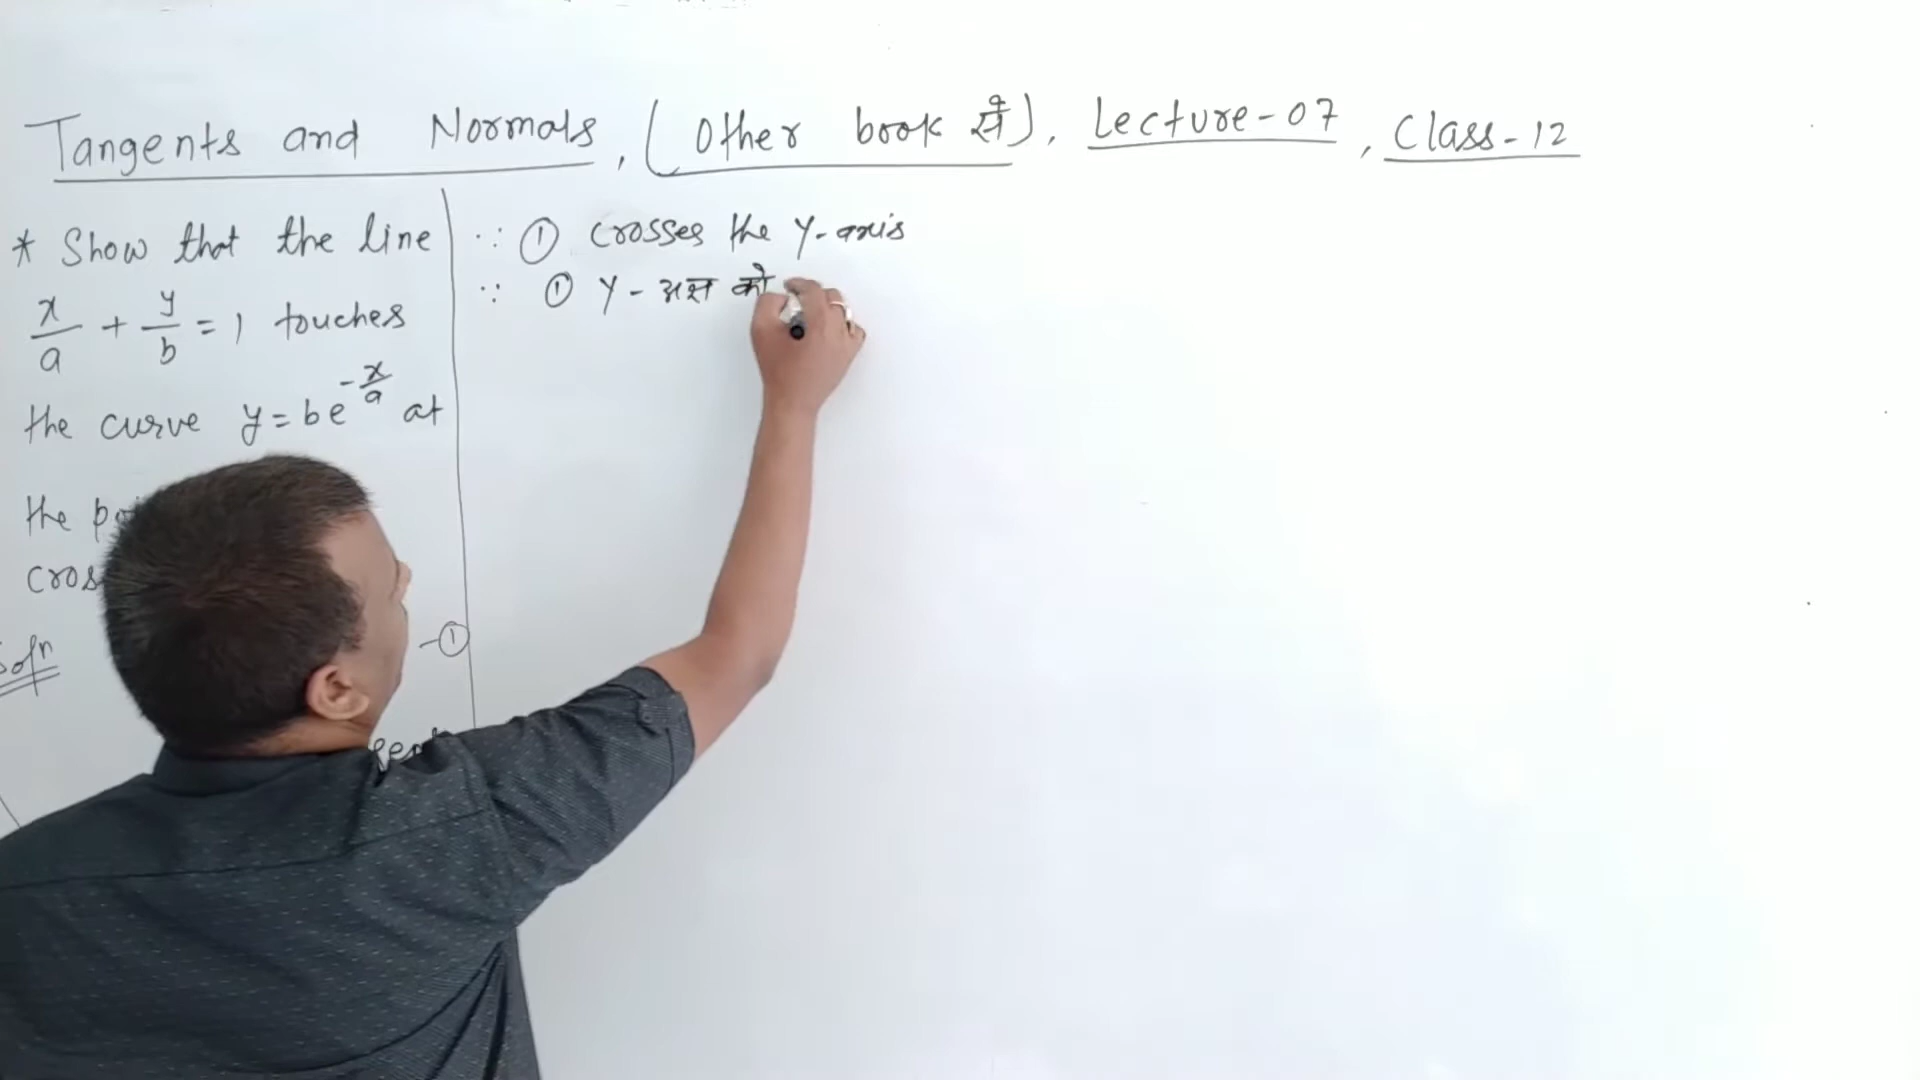 Tangents and Normals, (Other book से), Lecture-07, Class-12
* Show that the line
x/a + y/b = 1 touches
the curve y = be^(-x/a) at
the
cros
Soln
-①
∵ ① crosses the Y-axis
∵ ① Y-अक्ष को